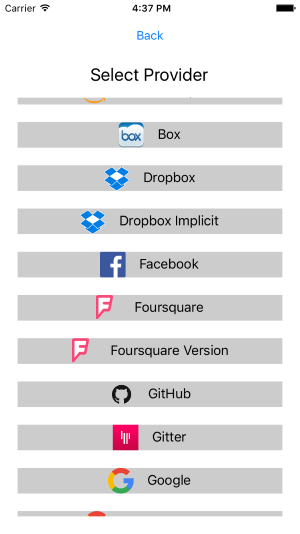 Carrier 4:37 PM
Back
Select Provider
box Box
Dropbox
Dropbox Implicit
Facebook
Foursquare
Foursquare Version
GitHub
Gitter
Google